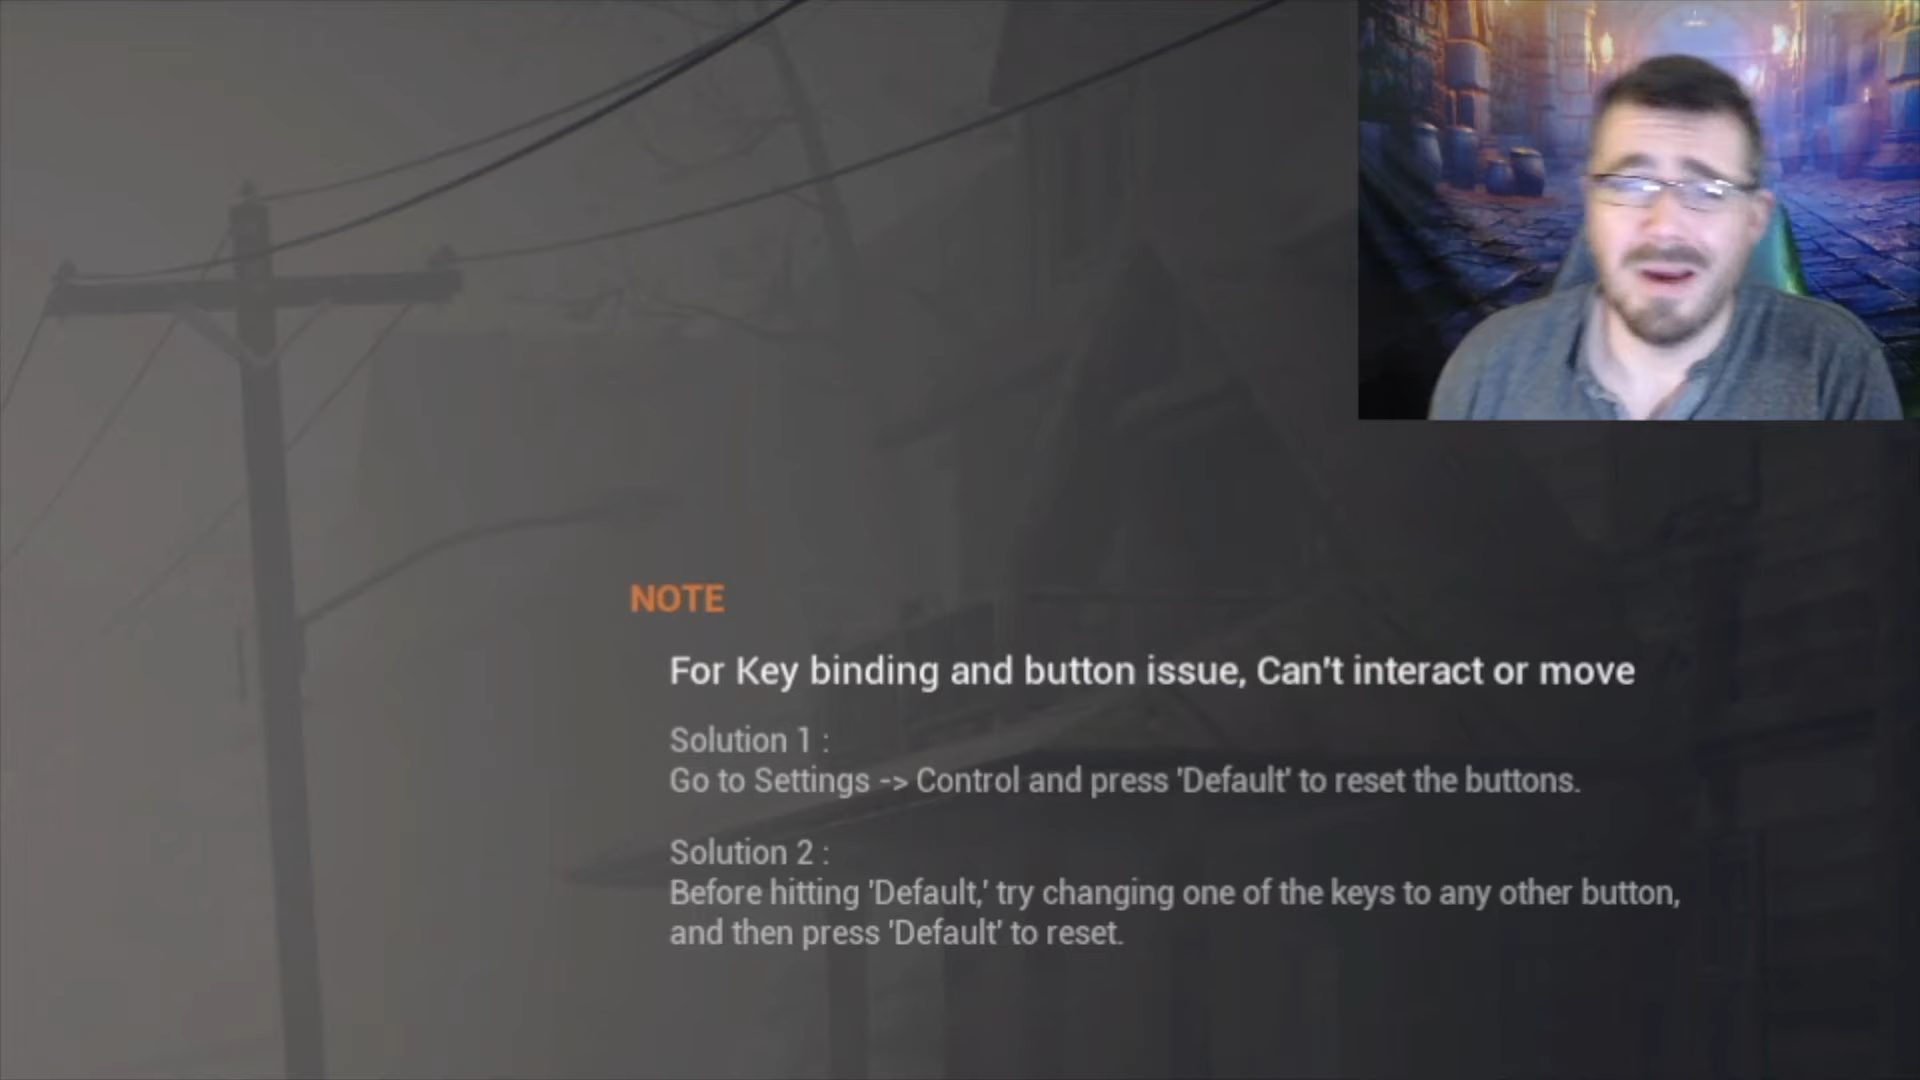 NOTE
For Key binding and button issue, Can't interact or move
Solution 1 :
Go to Settings -> Control and press 'Default' to reset the buttons.
Solution 2 :
Before hitting 'Default,' try changing one of the keys to any other button,
and then press 'Default' to reset.